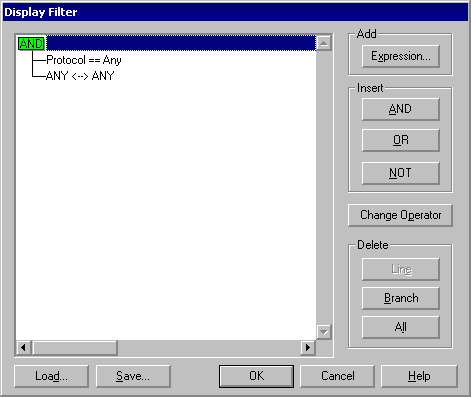 Display Filter
AND
Protocol == Any
ANY <--> ANY
Add
Expression...
Insert
AND
OR
NOT
Change Operator
Delete
Line
Branch
All
Load...
Save...
OK
Cancel
Help